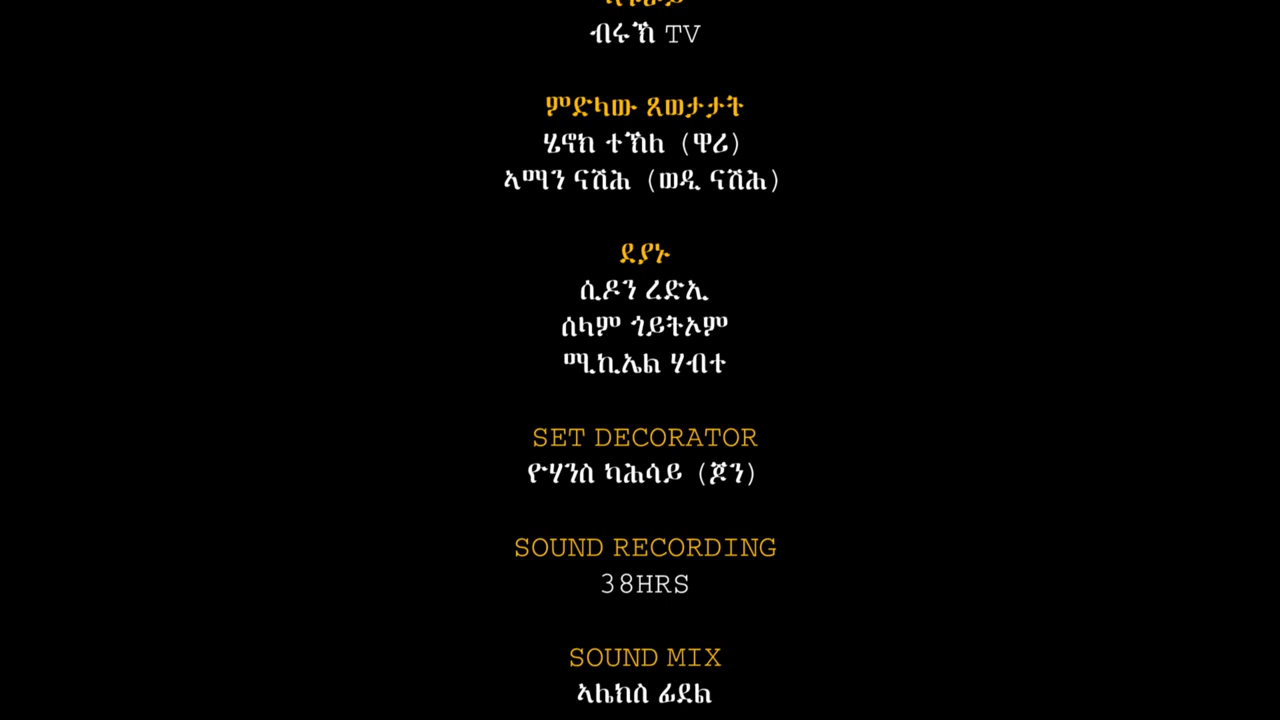 ብሩኽ TV
ምድላው ጸወታታት
ሄኖክ ተኽለ (ዋሪ)
ኣማን ናሽሕ (ወዲ ናሽሕ)
ደያኑ
ሲዶን ረድኢ
ሰላም ጎይትኦም
ሚኪኤል ሃብተ
SET DECORATOR
ዮሃንስ ካሕሳይ (ጆን)
SOUND RECORDING
38HRS
SOUND MIX
ኣሌክስ ፊደል